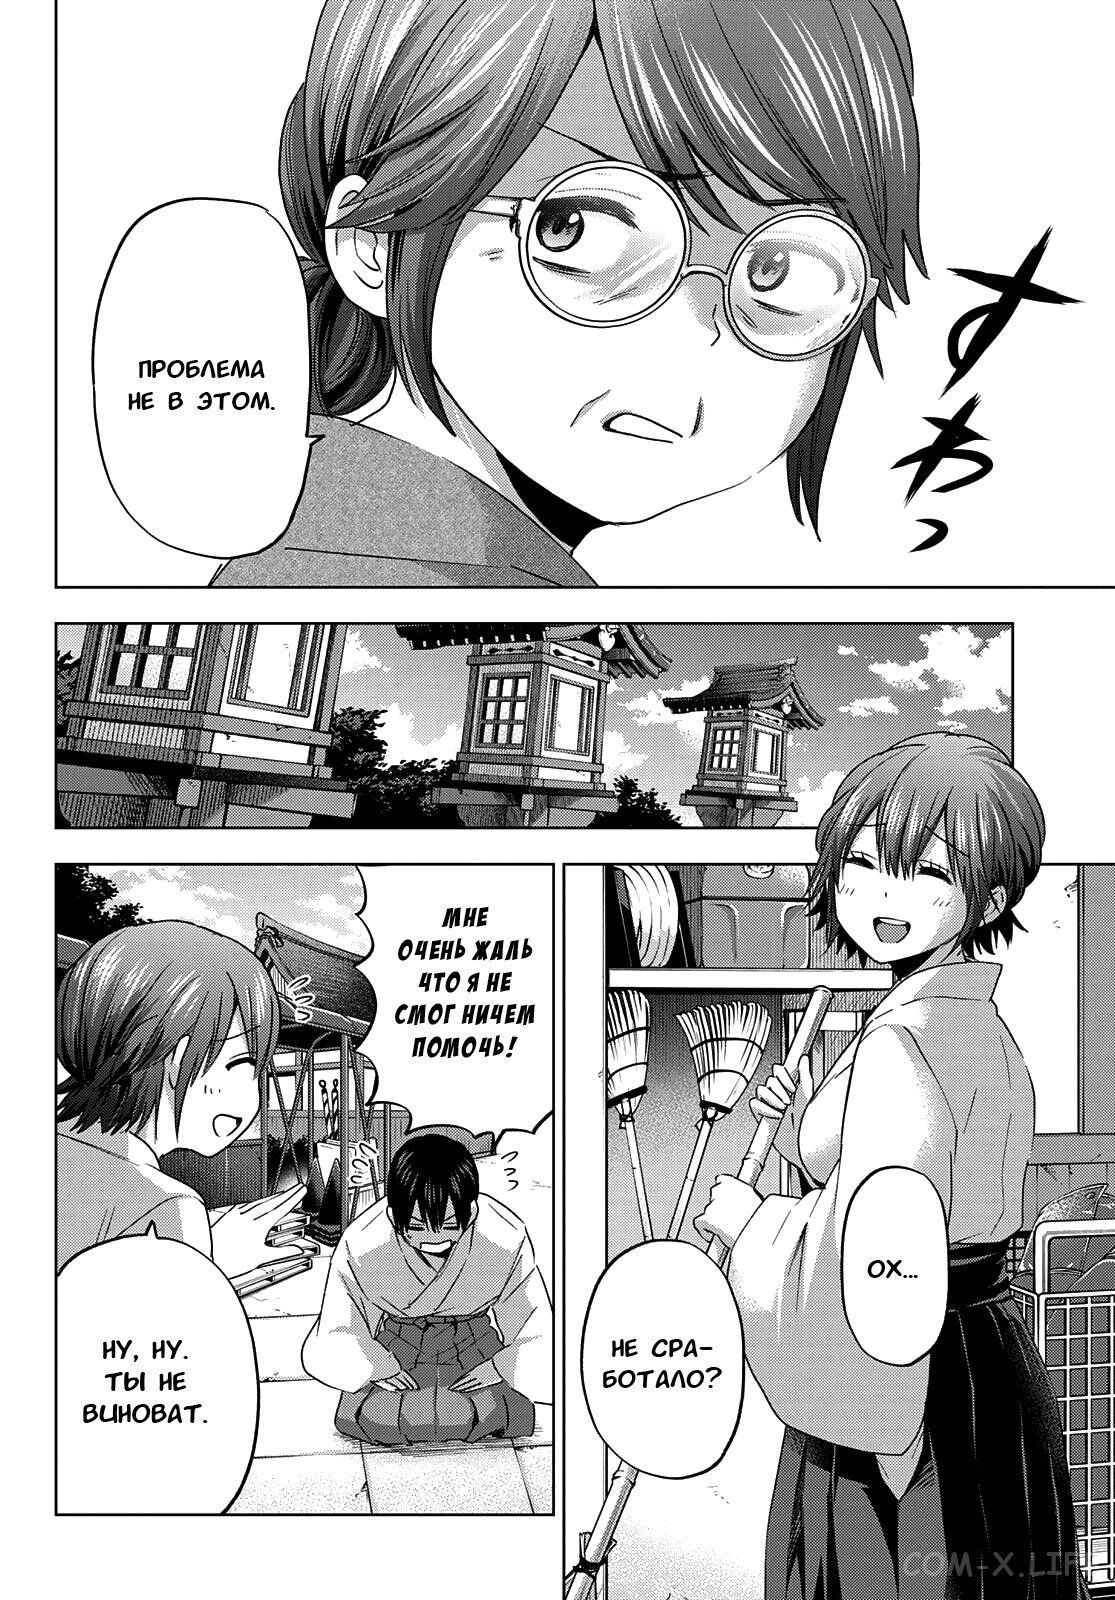 ПРОБЛЕМА
НЕ В ЭТОМ.
すわっ
ОХ...
НЕ СРА-
БОТАЛО?
МНЕ
ОЧЕНЬ ЖАЛЬ
ЧТО Я НЕ
СМОГ НИЧЕМ
ПОМОЧЬ!
НУ, НУ.
ТЫ НЕ
ВИНОВАТ.
COM-X.LIFE